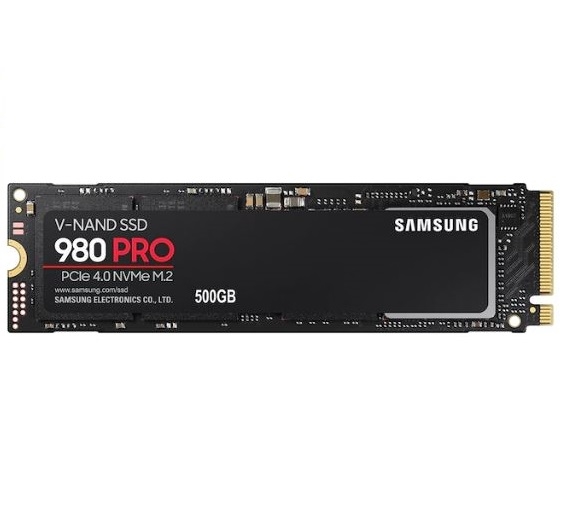 V-NAND SSD
980 PRO
PCIe 4.0 NVMe M.2
www.samsung.com/ssd
SAMSUNG ELECTRONICS CO., LTD.
500GB
SAMSUNG